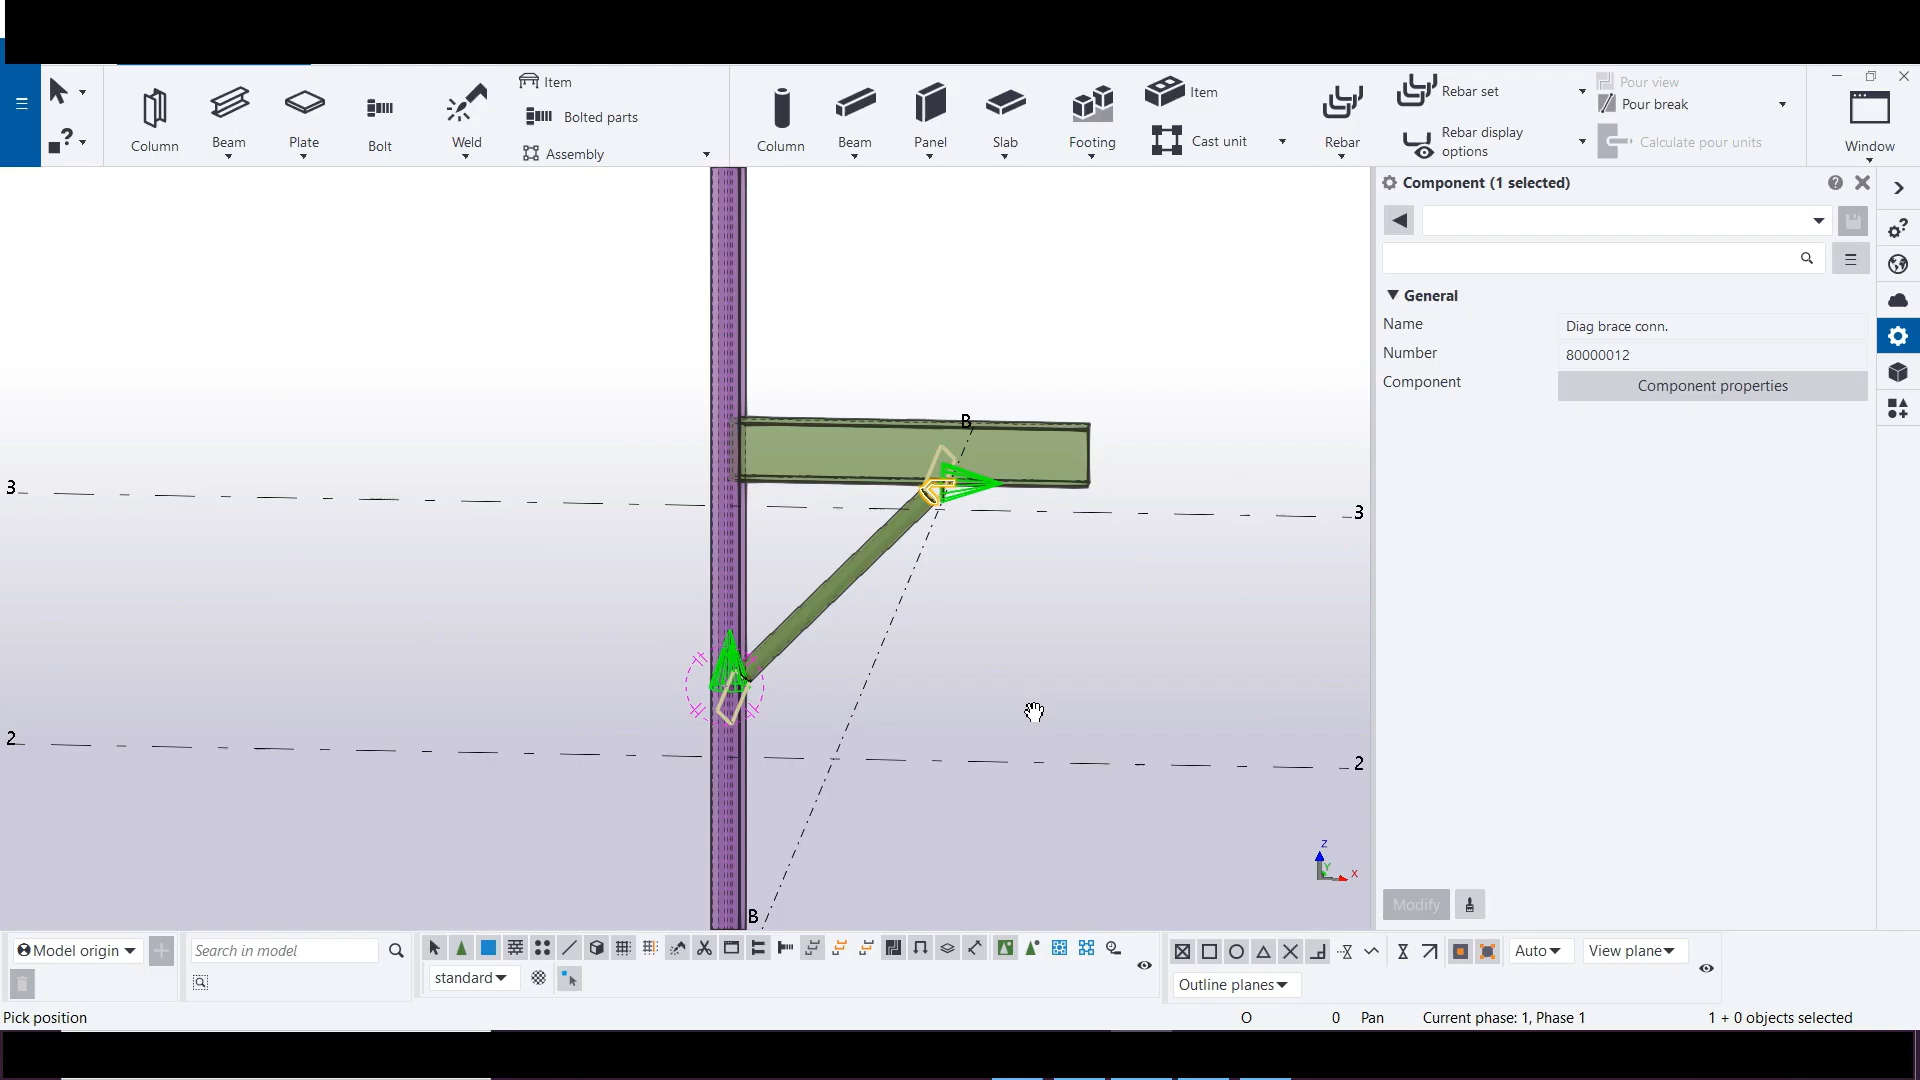 Column
Beam
Plate
Bolt
Weld
Item
Bolted parts
Assembly
Column
Beam
Panel
Slab
Footing
Item
Cast unit
Rebar
Rebar set
Rebar display
options
Pour view
Pour break
Calculate pour units
Window
Component (1 selected)
General
Name
Diag brace conn.
Number
80000012
Component
Component properties
B
3
3
2
2
B
Z
Y
X
Modify
Model origin
Search in model
standard
Auto
View plane
Outline planes
Pick position
O
0
Pan
Current phase: 1, Phase 1
1 + 0 objects selected